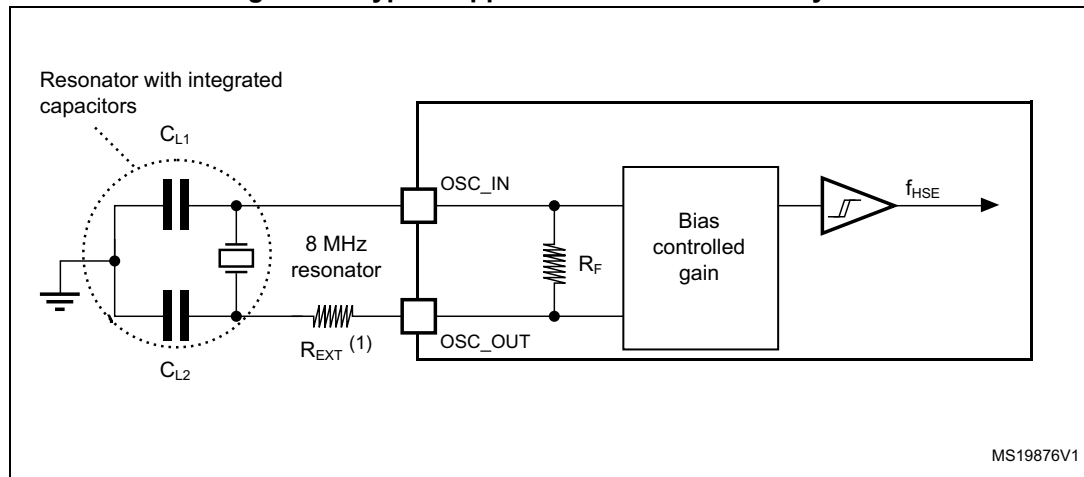 Resonator with integrated
capacitors
CL1
OSC_IN
fHSE
8 MHz
resonator
RF
Bias
controlled
gain
REXT (1)
OSC_OUT
CL2
MS19876V1